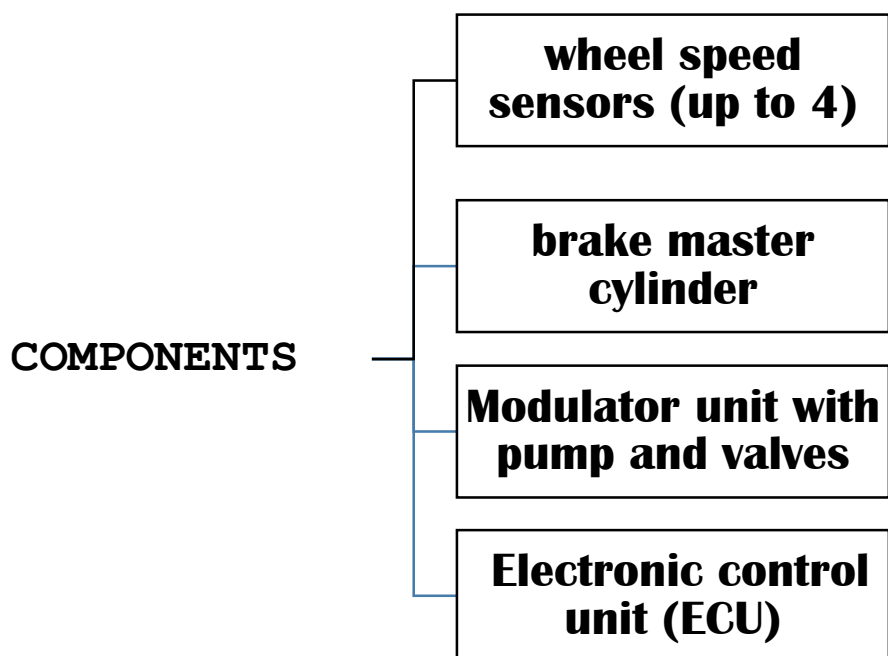 wheel speed
sensors (up to 4)
brake master
cylinder
COMPONENTS
Modulator unit with
pump and valves
Electronic control
unit (ECU)